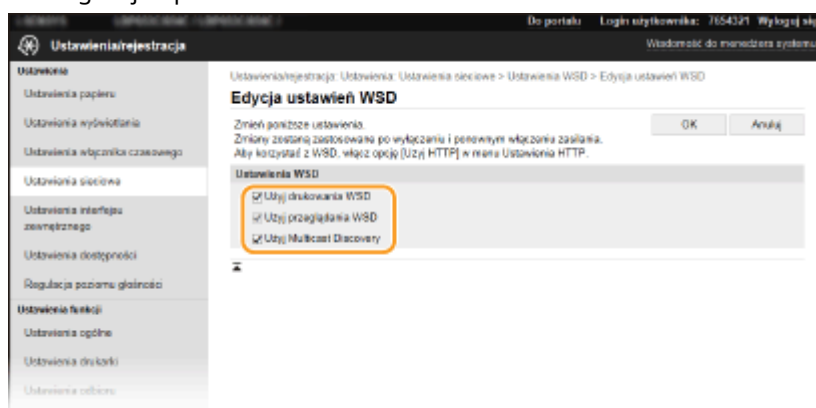 Do portalu Login użytkownika: 7654321 Wyloguj się
Ustawienia/rejestracja
Wiadomość do menedżera systemu
Ustawienia
Ustawienia papieru
Ustawienia wyświetlania
Ustawienia włącznika czasowego
Ustawienia sieciowe
Ustawienia interfejsu
zewnętrznego
Ustawienia dostępności
Regulacja poziomu głośności
Ustawienia funkcji
Ustawienia ogólne
Ustawienia drukarki
Ustawienia odbioru
Ustawienia/rejestracja: Ustawienia: Ustawienia sieciowe > Ustawienia WSD > Edycja ustawień WSD
Edycja ustawień WSD
Zmień poniższe ustawienia.
Zmiany zostaną zastosowane po wyłączeniu i ponownym włączeniu zasilania.
Aby korzystać z WSD, włącz opcję [Użyj HTTP] w menu Ustawienia HTTP.
OK Anuluj
Ustawienia WSD
Użyj drukowania WSD
Użyj przeglądania WSD
Użyj Multicast Discovery